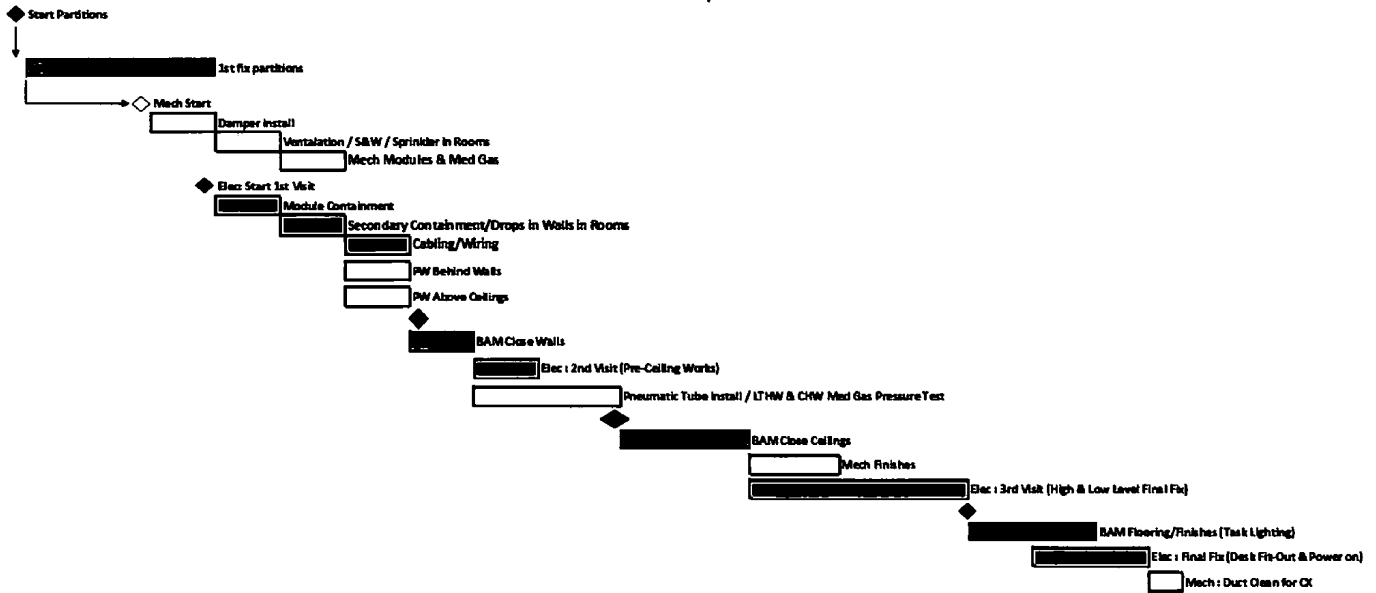 Start Partitions
1st fix partitions
Mech Start
Damper install
Ventalation / S&W / Sprinkler in Rooms
Mech Modules & Med Gas
Elec: Start 1st Visit
Module Containment
Secondary Containment/Drops in Walls in Rooms
Cabling/Wiring
PW Behind Walls
PW Above Ceilings
BAM Close Walls
Elec : 2nd Visit (Pre-Ceiling Works)
Pneumatic Tube Install / LTHW & CHW Med Gas Pressure Test
BAM Close Ceilings
Mech Finishes
Elec : 3rd Visit (High & Low Level Final Fix)
BAM Flooring/Finishes (Task Lighting)
Elec : Final Fix (Desk Fit-Out & Power on)
Mech : Duct Clean for CX